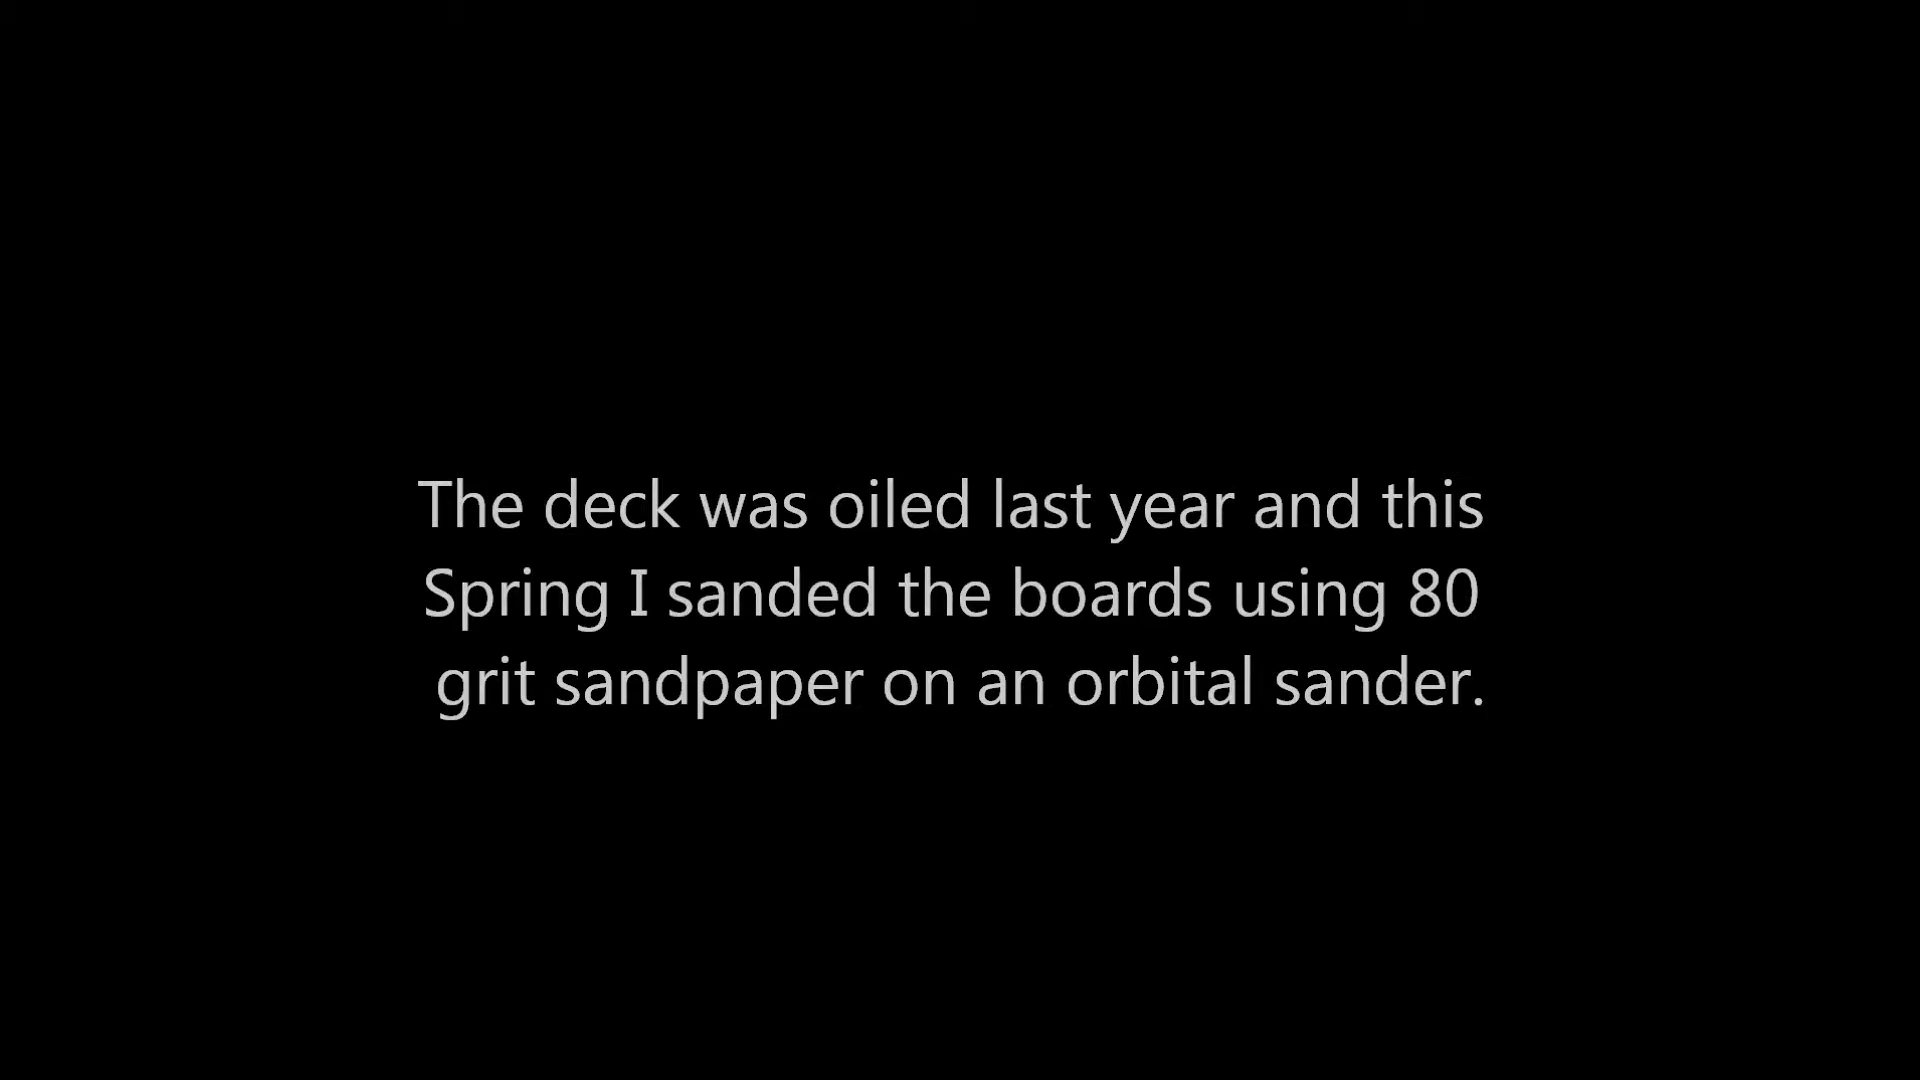 The deck was oiled last year and this
Spring I sanded the boards using 80
grit sandpaper on an orbital sander.